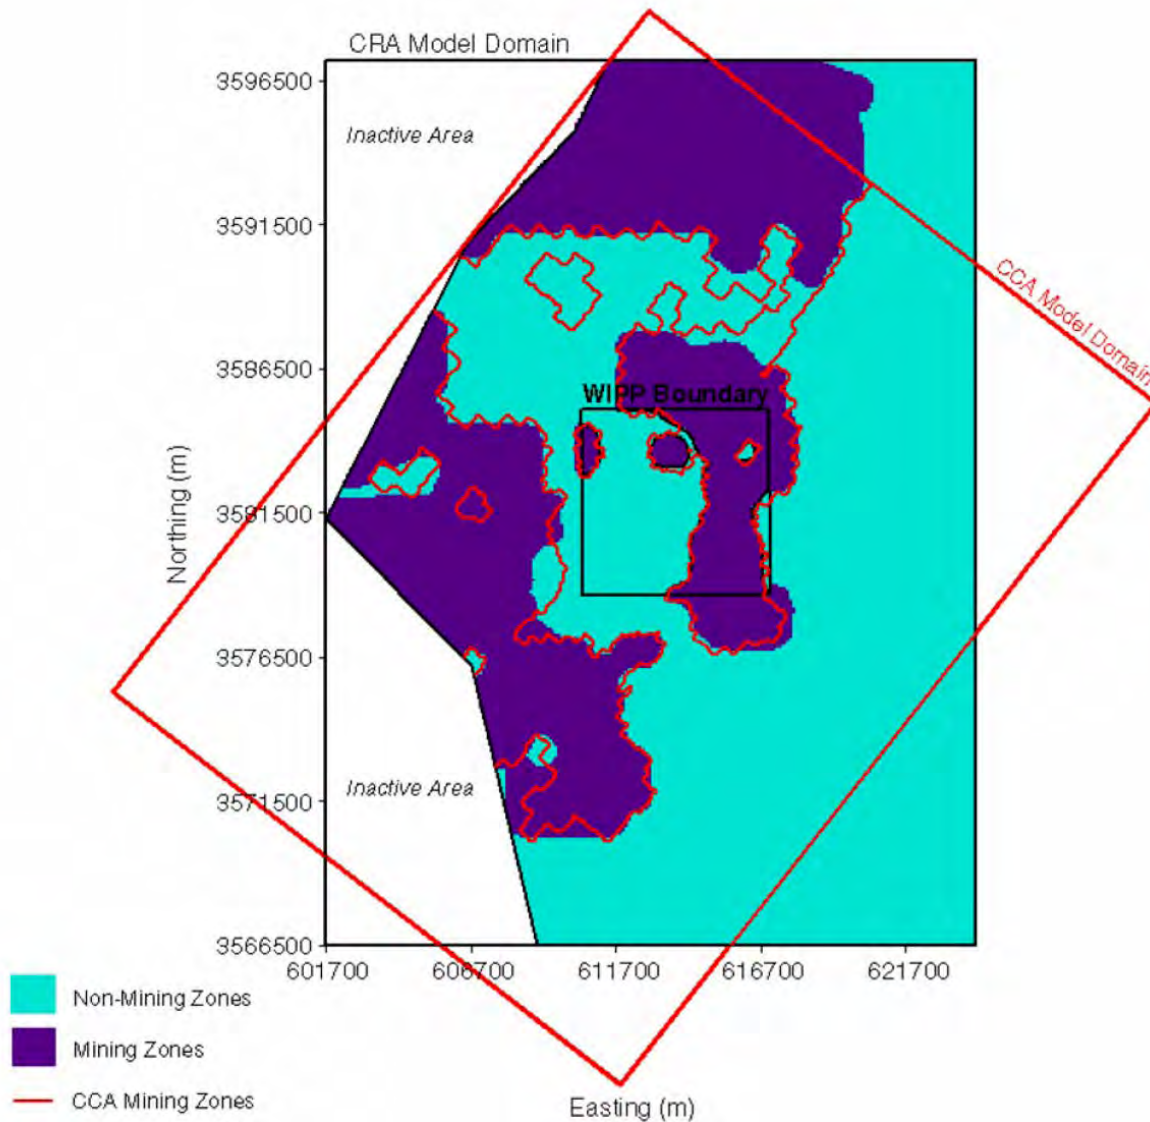 CRA Model Domain
3596500
Inactive Area
3591500
CCA Model Domain
3586500
WIPP Boundary
Northing (m)
3581500
3576500
Inactive Area
3571500
3566500
601700 606700 611700 616700 621700
Non-Mining Zones
Mining Zones
CCA Mining Zones
Easting (m)